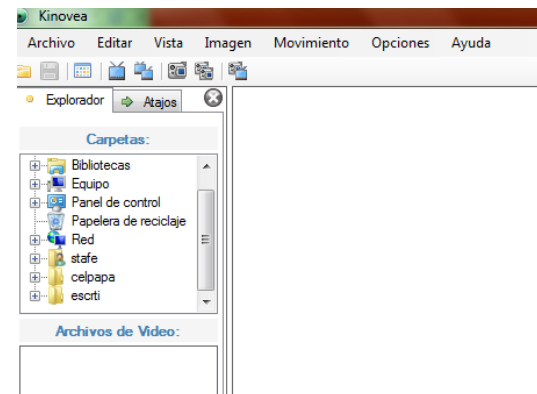 Kinovea
Archivo Editar Vista Imagen Movimiento Opciones Ayuda
Explorador Atajos
Carpetas:
Bibliotecas
Equipo
Panel de control
Papelera de reciclaje
Red
stafe
celpapa
escrti
Archivos de Video: